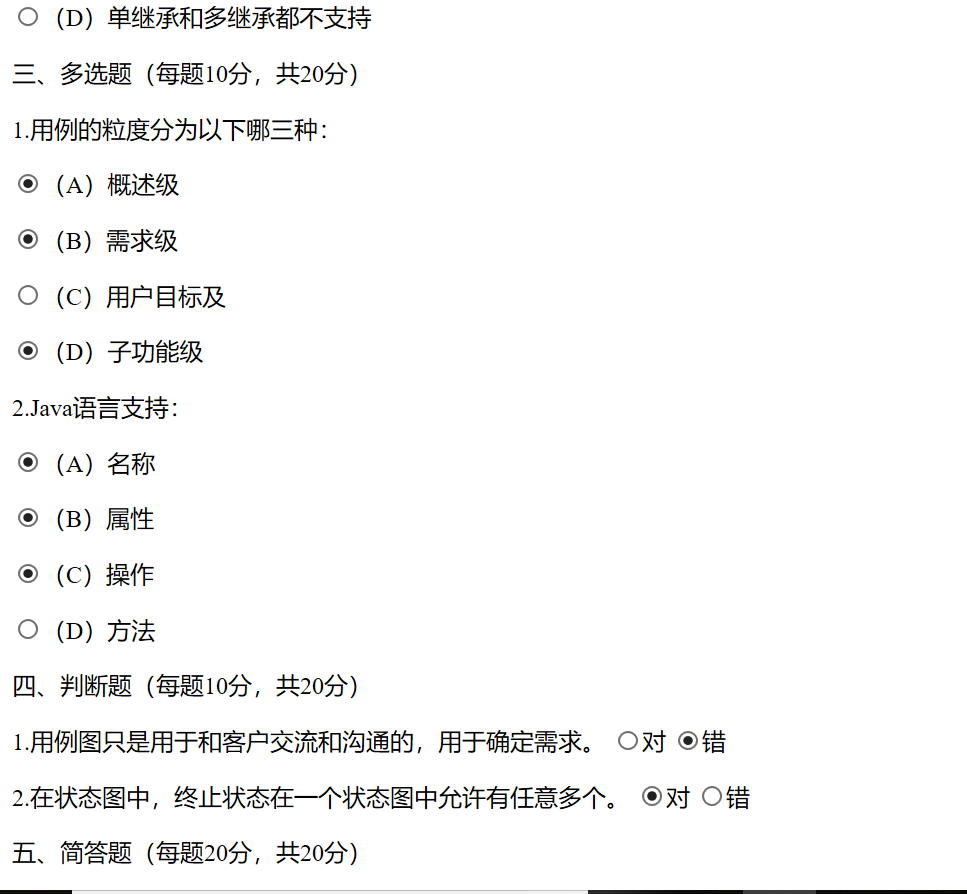 （D）单继承和多继承都不支持
三、多选题（每题10分，共20分）
1.用例的粒度分为以下哪三种：
（A）概述级
（B）需求级
（C）用户目标及
（D）子功能级
2.Java语言支持：
（A）名称
（B）属性
（C）操作
（D）方法
四、判断题（每题10分，共20分）
1.用例图只是用于和客户交流和沟通的，用于确定需求。 对 错
2.在状态图中，终止状态在一个状态图中允许有任意多个。 对 错
五、简答题（每题20分，共20分）